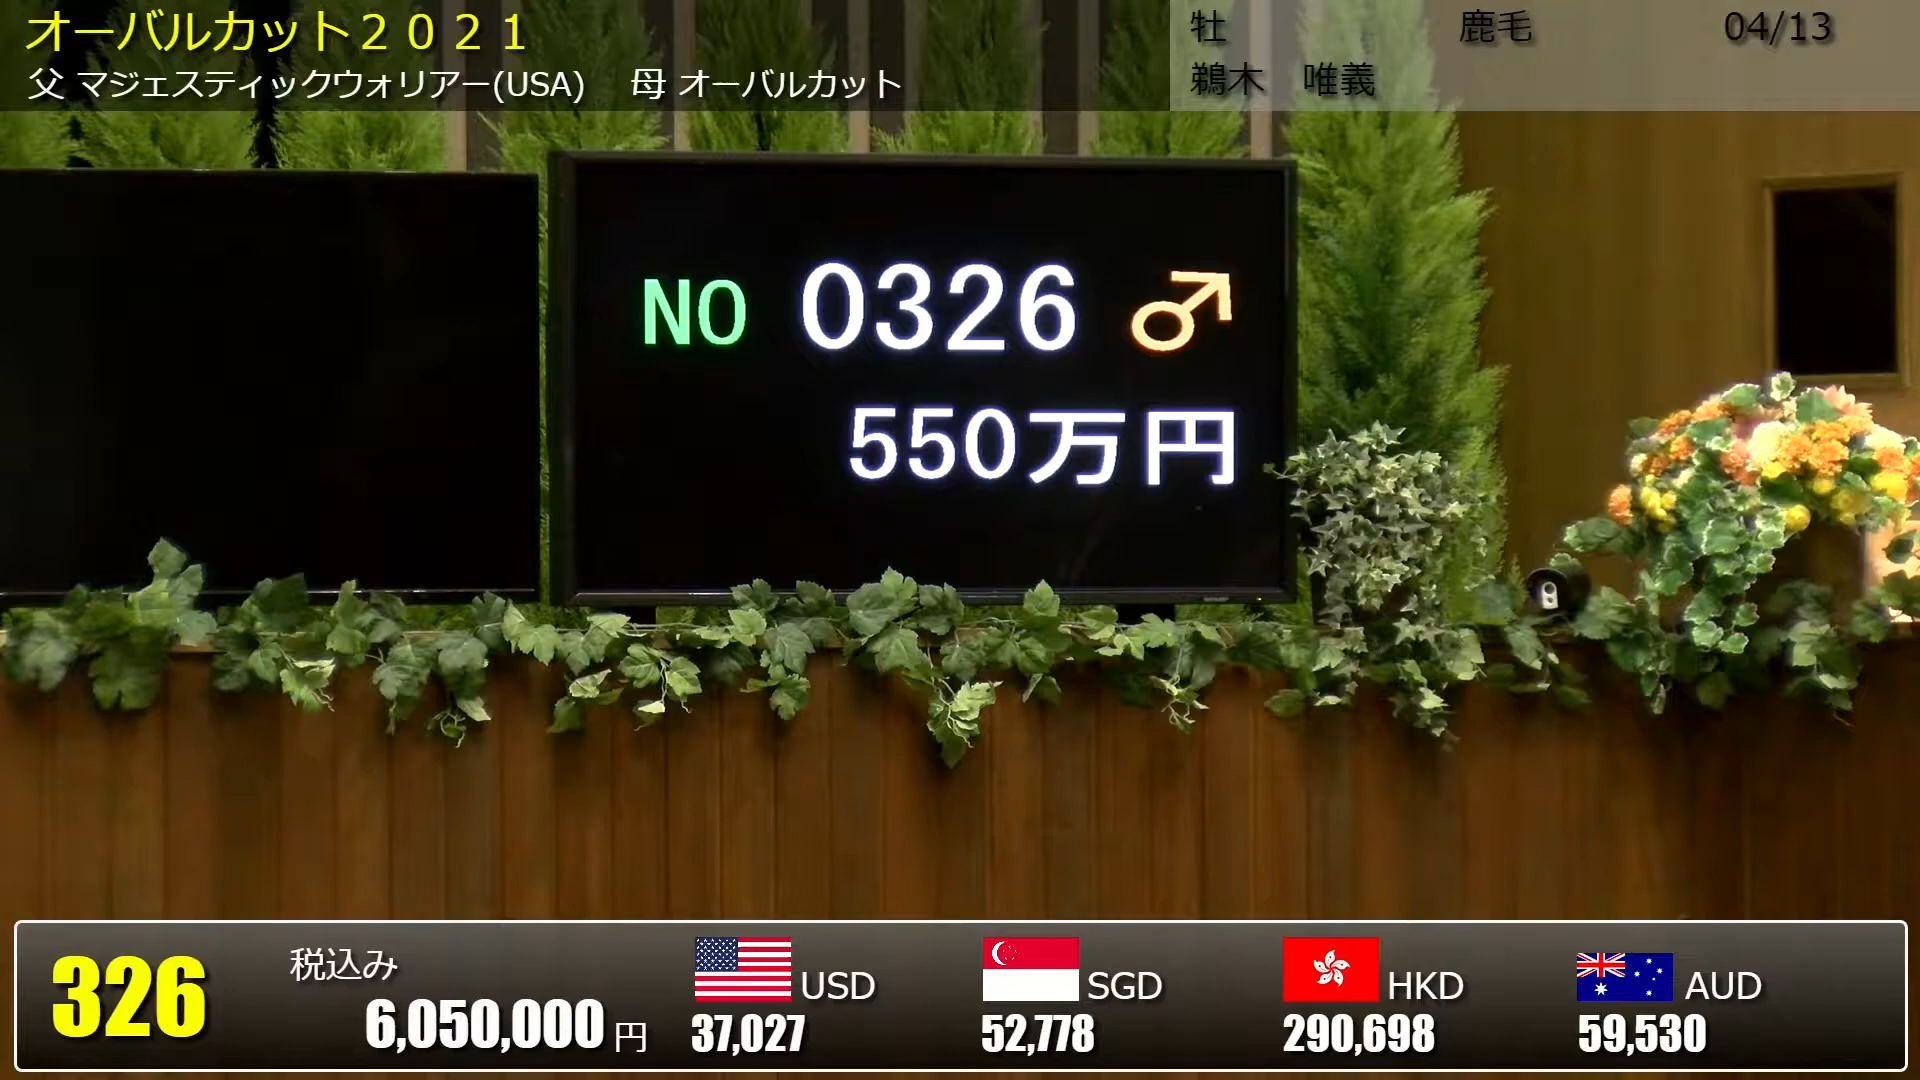 オーバルカット２０２１
父 マジェスティックウォリアー(USA) 母 オーバルカット
牡 鹿毛 04/13
鵜木 唯義
NO 0326 ♂
550万円
326
税込み
6,050,000 円
USD
37,027
SGD
52,778
HKD
290,698
AUD
59,530